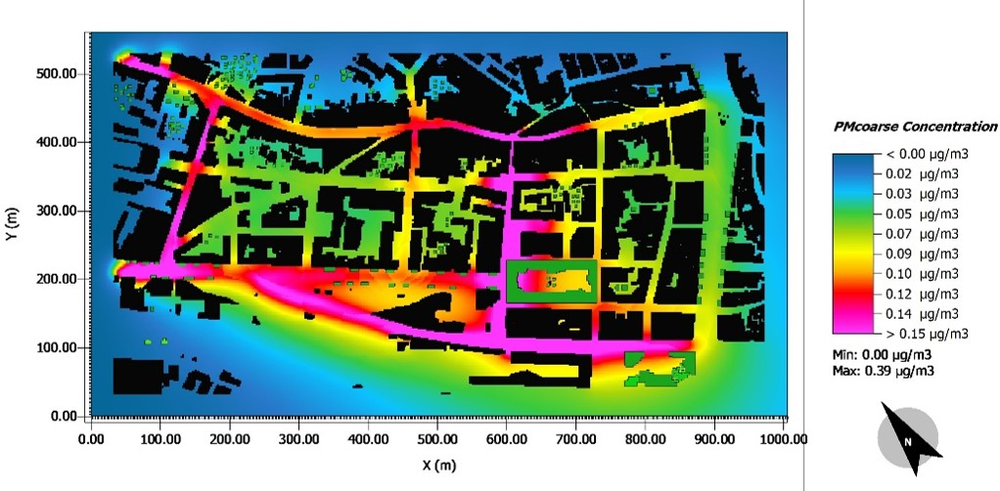 500.00
400.00
300.00
200.00
100.00
0.00
Y (m)
0.00 100.00 200.00 300.00 400.00 500.00 600.00 700.00 800.00 900.00 1000.00
X (m)
PMcoarse Concentration
< 0.00 µg/m3
0.02 µg/m3
0.03 µg/m3
0.05 µg/m3
0.07 µg/m3
0.09 µg/m3
0.10 µg/m3
0.12 µg/m3
0.14 µg/m3
> 0.15 µg/m3
Min: 0.00 µg/m3
Max: 0.39 µg/m3
N